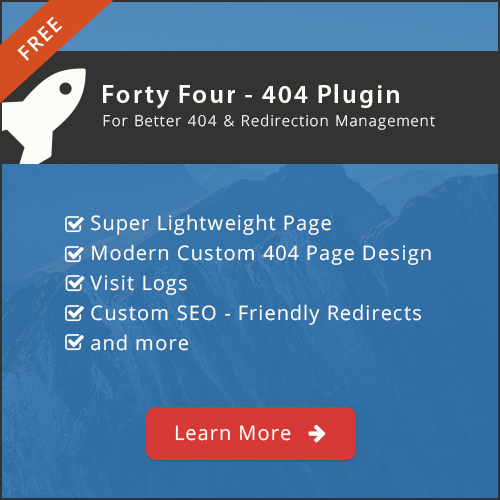 FREE
Forty Four - 404 Plugin
For Better 404 & Redirection Management
Super Lightweight Page
Modern Custom 404 Page Design
Visit Logs
Custom SEO - Friendly Redirects
and more
Learn More